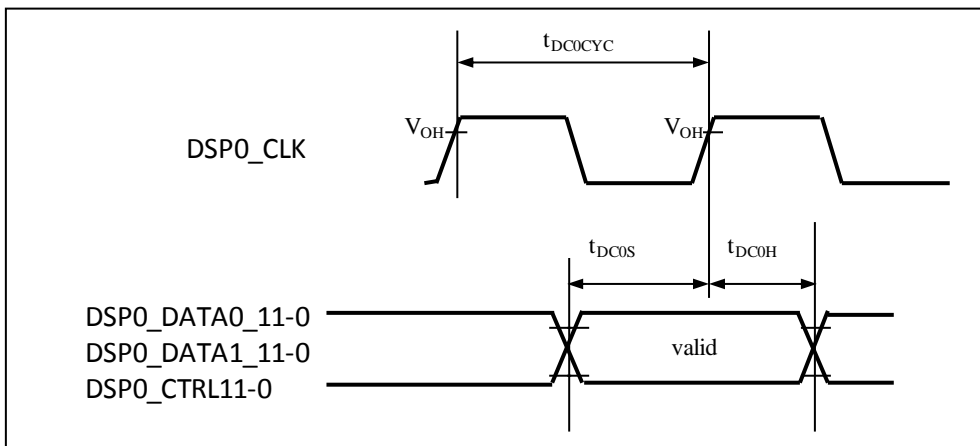 tDC0CYC
VOH
VOH
DSP0_CLK
tDC0S
tDC0H
DSP0_DATA0_11-0
DSP0_DATA1_11-0
DSP0_CTRL11-0
valid